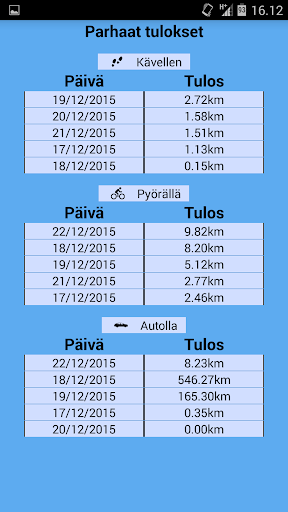 16.12
Parhaat tulokset
Kävellen
Päivä Tulos
19/12/2015 2.72km
20/12/2015 1.58km
21/12/2015 1.51km
17/12/2015 1.13km
18/12/2015 0.15km
Pyörällä
Päivä Tulos
22/12/2015 9.82km
18/12/2015 8.20km
19/12/2015 5.12km
21/12/2015 2.77km
17/12/2015 2.46km
Autolla
Päivä Tulos
22/12/2015 8.23km
18/12/2015 546.27km
19/12/2015 165.30km
17/12/2015 0.35km
20/12/2015 0.00km